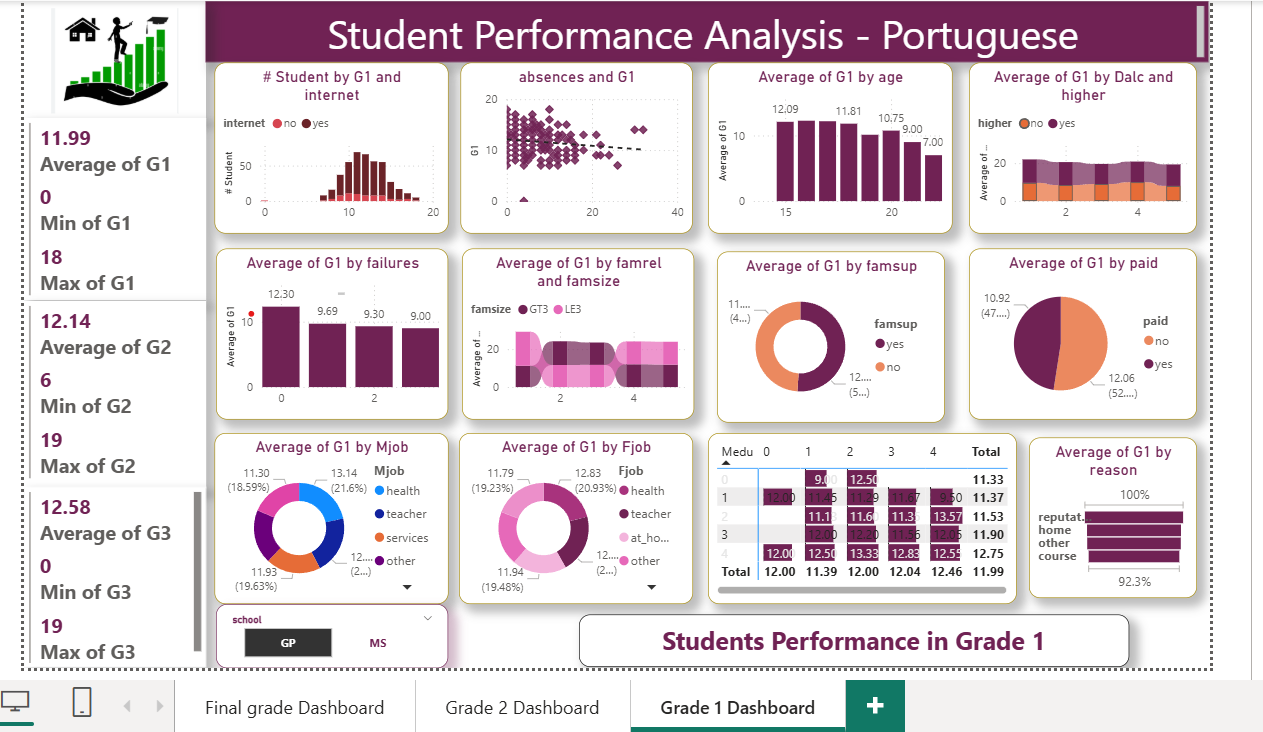 Student Performance Analysis - Portuguese
11.99
Average of G1
0
Min of G1
18
Max of G1
12.14
Average of G2
6
Min of G2
19
Max of G2
12.58
Average of G3
0
Min of G3
19
Max of G3
# Student by G1 and
internet
internet no yes
# Student
50
0
0 10 20
absences and G1
G1
20
10
0
0 20 40
Average of G1 by age
Average of G1
12.09 11.81 10.75 9.00 7.00
10
0
15 20
Average of G1 by Dalc and
higher
higher no yes
Average of ...
20
0
2 4
Average of G1 by failures
Average of G1
12.30 9.69 9.30 9.00
10
0
0 2
Average of G1 by famrel
and famsize
famsize GT3 LE3
Average of ...
20
0
2 4
Average of G1 by famsup
11....
(4...)
12....
(5...)
famsup
yes
no
Average of G1 by paid
10.92
(47....)
12.06
(52....)
paid
no
yes
Average of G1 by Mjob
11.30
(18.59%)
13.14
(21.6%)
12....
(2...)
11.93
(19.63%)
Mjob
health
teacher
services
other
Average of G1 by Fjob
11.79
(19.23%)
12.83
(20.93%)
12....
(2...)
11.94
(19.48%)
Fjob
health
teacher
at_ho...
other
Medu 0 1 2 3 4 Total
0 12.50 11.33
1 12.00 11.45 11.29 11.67 9.50 11.37
2 13.57 11.53
3 12.00 12.20 11.56 12.05 11.90
4 12.00 12.50 13.33 12.83 12.55 12.75
Total 12.00 11.39 12.00 12.04 12.46 11.99
Average of G1 by
reason
100%
reputat...
home
other
course
92.3%
school
GP MS
Students Performance in Grade 1
Final grade Dashboard Grade 2 Dashboard Grade 1 Dashboard +